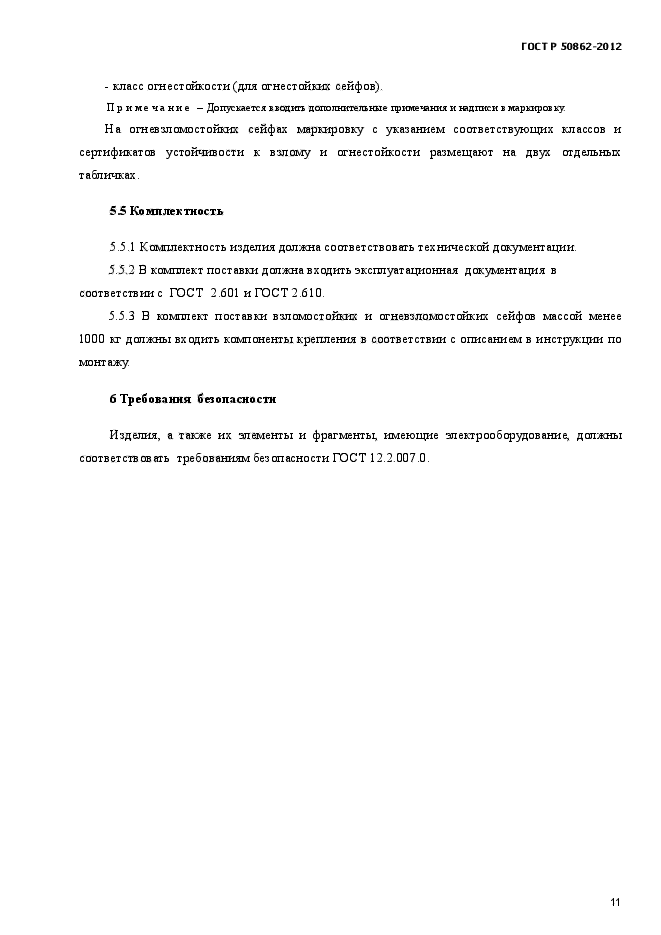 ГОСТ Р 50862-2012
- класс огнестойкости (для огнестойких сейфов).
Примечание – Допускается вводить дополнительные примечания и надписи в маркировку.
На огневзломостойких сейфах маркировку с указанием соответствующих классов и
сертификатов устойчивости к взлому и огнестойкости размещают на двух отдельных
табличках.
5.5 Комплектность
5.5.1 Комплектность изделия должна соответствовать технической документации.
5.5.2 В комплект поставки должна входить эксплуатационная документация в
соответствии с ГОСТ 2.601 и ГОСТ 2.610.
5.5.3 В комплект поставки взломостойких и огневзломостойких сейфов массой менее
1000 кг должны входить компоненты крепления в соответствии с описанием в инструкции по
монтажу.
6 Требования безопасности
Изделия, а также их элементы и фрагменты, имеющие электрооборудование, должны
соответствовать требованиям безопасности ГОСТ 12.2.007.0.
11